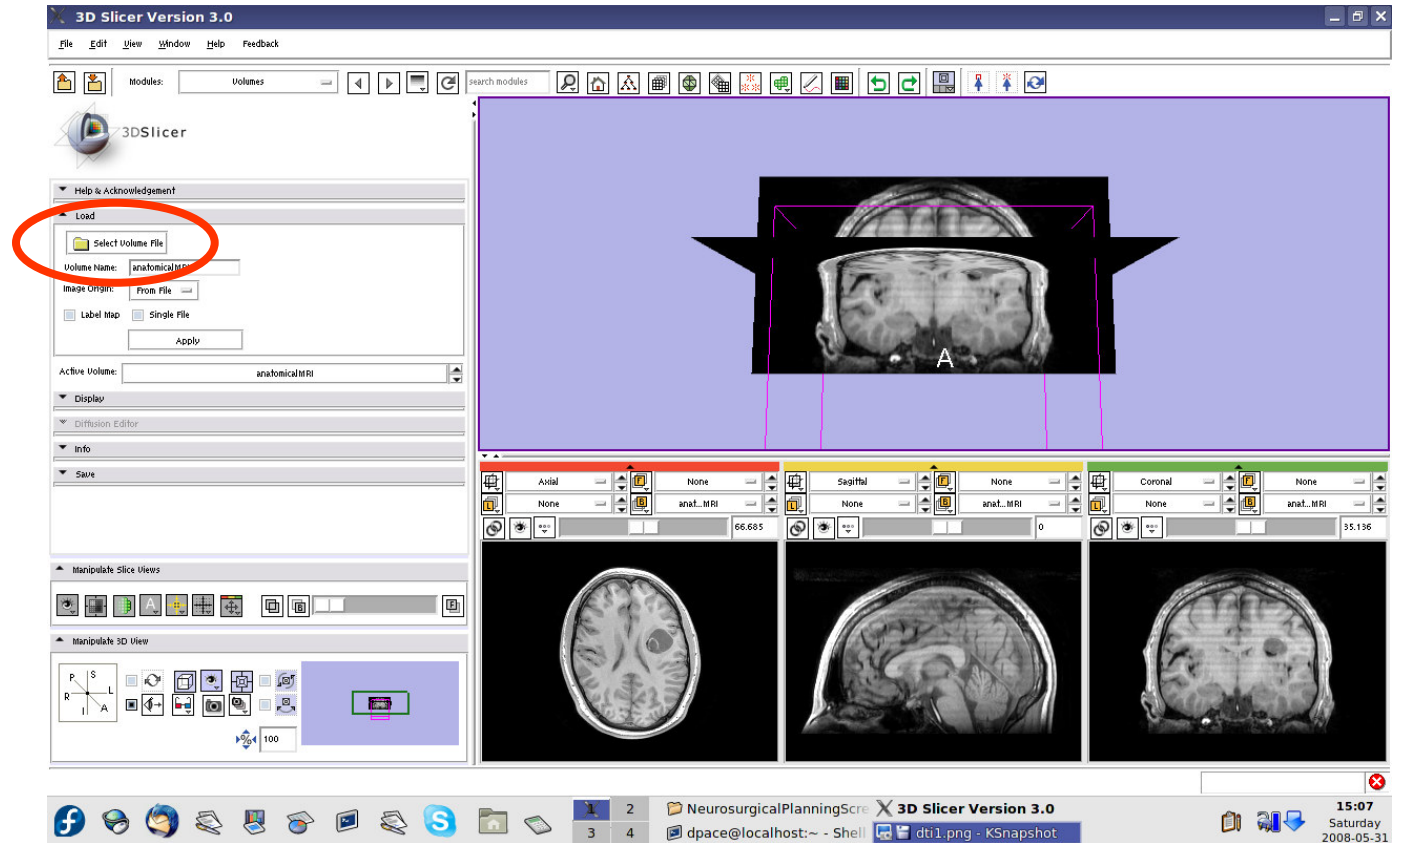 3D Slicer Version 3.0
File Edit View Window Help Feedback
Modules: Volumes search modules
3DSlicer
Help & Acknowledgement
Load
Select Volume File
Volume Name: anatomicalMRI
Image Origin: From File
Label Map Single File
Apply
Active Volume: anatomicalMRI
Display
Diffusion Editor
Info
Save
A
Axial None Sagittal None Coronal None
None anat...MRI None anat...MRI None anat...MRI
66.685 0 35.136
Manipulate Slice Views
Manipulate 3D View
P S
R L
I A
100
1 2 NeurosurgicalPlanningScre 3D Slicer Version 3.0 15:07
3 4 dpace@localhost:~ - Shell dti1.png - KSnapshot Saturday
2008-05-31